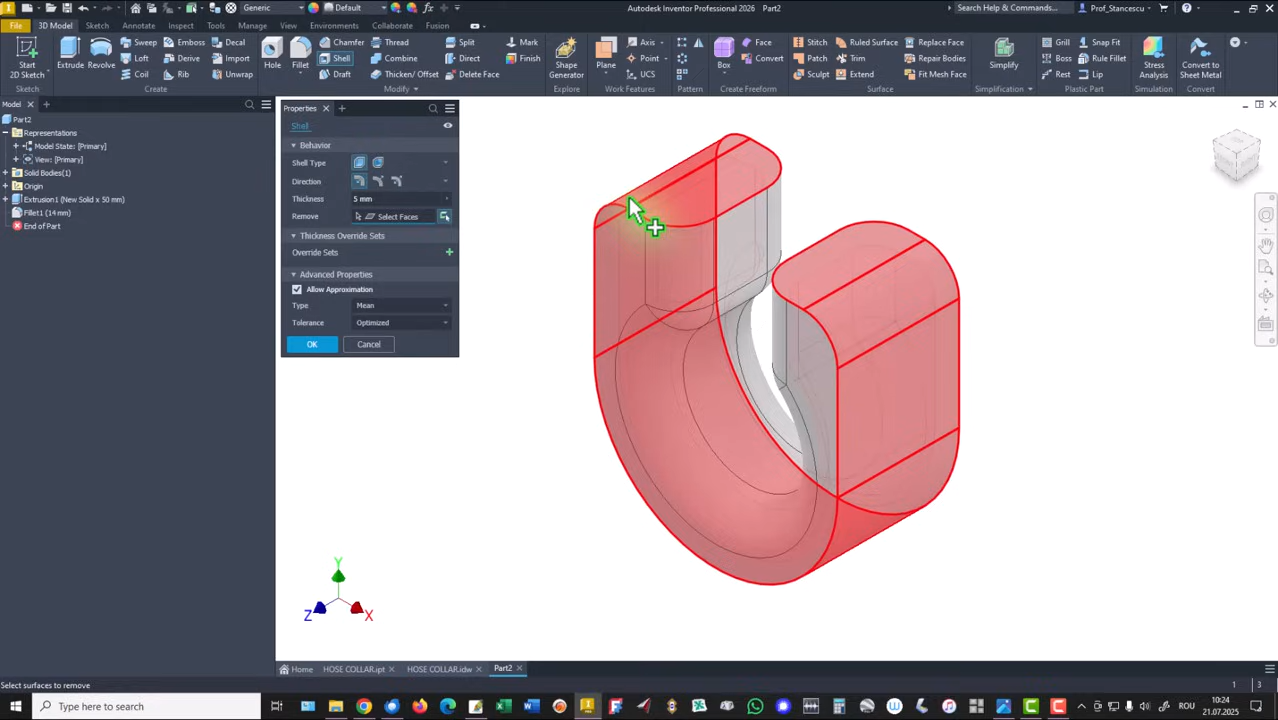 Generic
Default
Autodesk Inventor Professional 2026 Part2
Search Help & Commands...
Prof_Stancescu
File
3D Model
Sketch
Annotate
Inspect
Tools
Manage
View
Environments
Collaborate
Fusion
Start
2D Sketch
Extrude
Revolve
Sweep
Loft
Coil
Emboss
Derive
Rib
Decal
Import
Unwrap
Hole
Fillet
Chamfer
Shell
Draft
Thread
Combine
Thicken/ Offset
Split
Direct
Delete Face
Mark
Finish
Shape
Generator
Plane
Axis
Point
UCS
Box
Face
Convert
Stitch
Patch
Sculpt
Ruled Surface
Trim
Extend
Replace Face
Repair Bodies
Fit Mesh Face
Simplify
Grill
Boss
Rest
Snap Fit
Rule Fillet
Lip
Stress
Analysis
Convert to
Sheet Metal
Sketch
Create
Modify
Explore
Work Features
Pattern
Create Freeform
Surface
Simplification
Plastic Part
Simulation
Convert
Model
Part2
Representations
Model State: [Primary]
View: [Primary]
Solid Bodies(1)
Origin
Extrusion1 (New Solid x 50 mm)
Fillet1 (14 mm)
End of Part
Properties
Shell
Behavior
Shell Type
Direction
Thickness
5 mm
Remove
Select Faces
Thickness Override Sets
Override Sets
Advanced Properties
Allow Approximation
Type
Mean
Tolerance
Optimized
OK
Cancel
Y
Z
X
Home
HOSE COLLAR.ipt
HOSE COLLAR.idw
Part2
Select surfaces to remove
1
3
Type here to search
ROU
10:24
21.07.2025